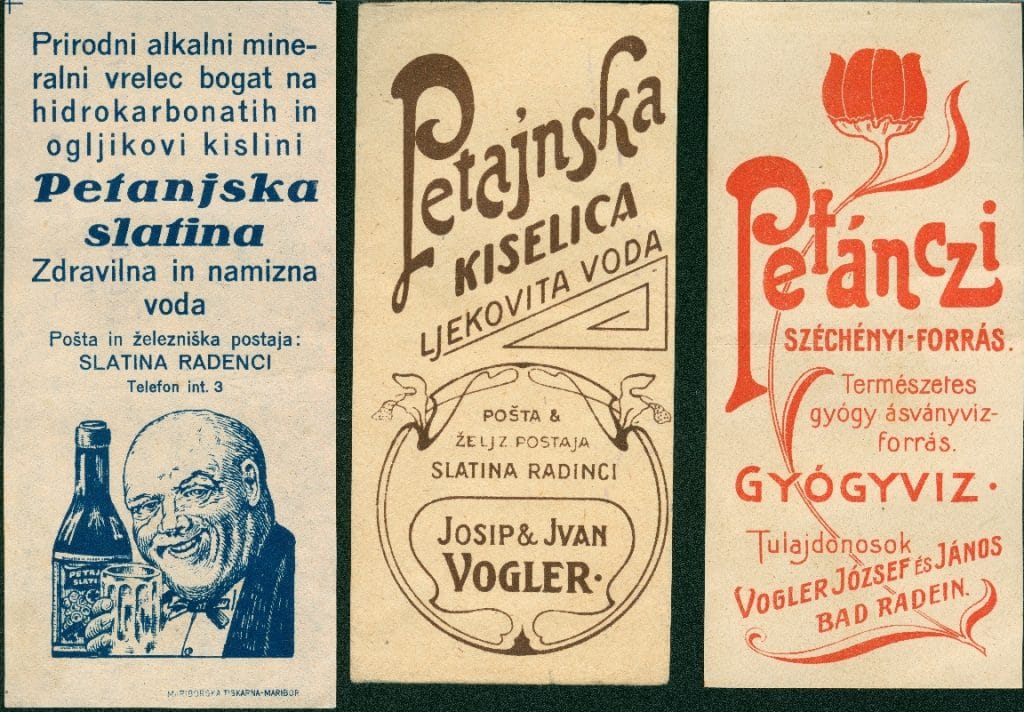 Prirodni alkalni mine-
ralni vrelec bogat na
hidrokarbonatih in
ogljikovi kislini
Petanjska
slatina
Zdravilna in namizna
voda
Pošta in železniška postaja:
SLATINA RADENCI
Telefon int. 3
MARIBORSKA TISKARNA-MARIBOR
Petajnska
KISELICA
LJEKOVITA VODA
POŠTA &
ŽELJZ. POSTAJA
SLATINA RADINCI
JOSIP & JVAN
VOGLER.
Petánczi
SZÉCHÉNYI-FORRÁS.
Természetes
gyógy ásványviz-
forrás.
GYÓGYVIZ.
Tulajdonosok
VOGLER JÓZSEF ÉS JÁNOS
BAD RADEIN.